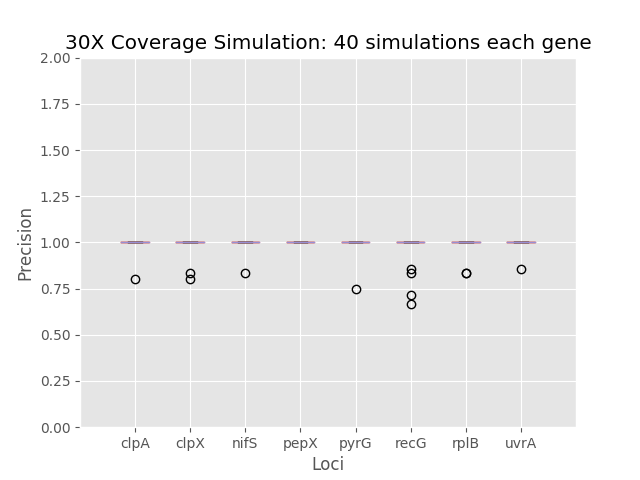 30X Coverage Simulation: 40 simulations each gene
2.00
1.75
1.50
1.25
1.00
0.75
0.50
0.25
0.00
Precision
clpA clpX nifS pepX pyrG recG rplB uvrA
Loci